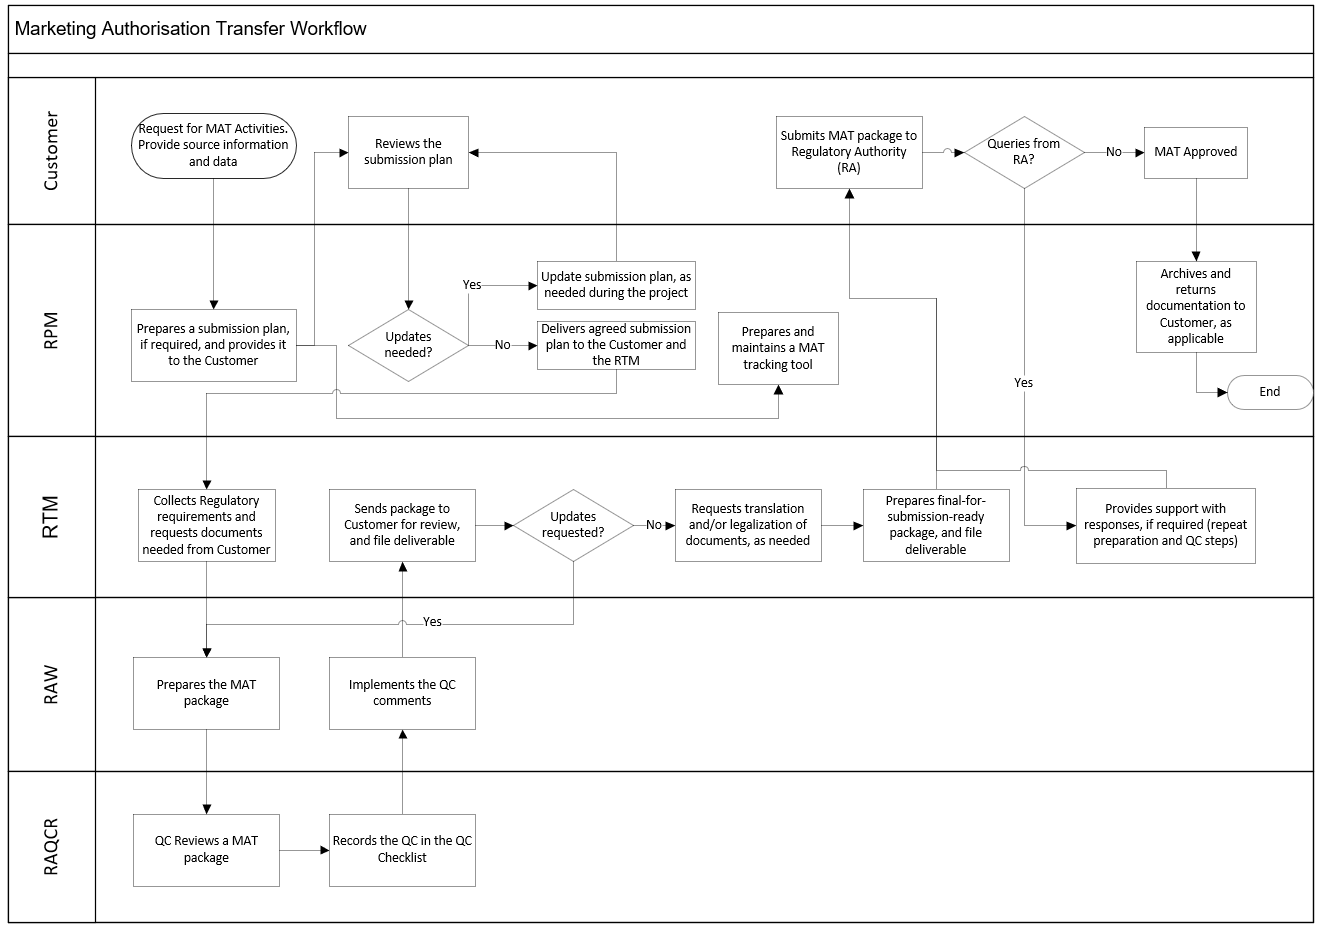 Marketing Authorisation Transfer Workflow
Customer
Request for MAT Activities.
Provide source information
and data
Reviews the
submission plan
Submits MAT package to
Regulatory Authority
(RA)
Queries from
RA?
No
MAT Approved
RPM
Prepares a submission plan,
if required, and provides it
to the Customer
Updates
needed?
Yes
Update submission plan, as
needed during the project
No
Delivers agreed submission
plan to the Customer and
the RTM
Prepares and
maintains a MAT
tracking tool
Yes
Archives and
returns
documentation to
Customer, as
applicable
End
RTM
Collects Regulatory
requirements and
requests documents
needed from Customer
Sends package to
Customer for review,
and file deliverable
Updates
requested?
No
Requests translation
and/or legalization of
documents, as needed
Prepares final-for-
submission-ready
package, and file
deliverable
Provides support with
responses, if required (repeat
preparation and QC steps)
RAW
Yes
Prepares the MAT
package
Implements the QC
comments
RAQCR
QC Reviews a MAT
package
Records the QC in the QC
Checklist